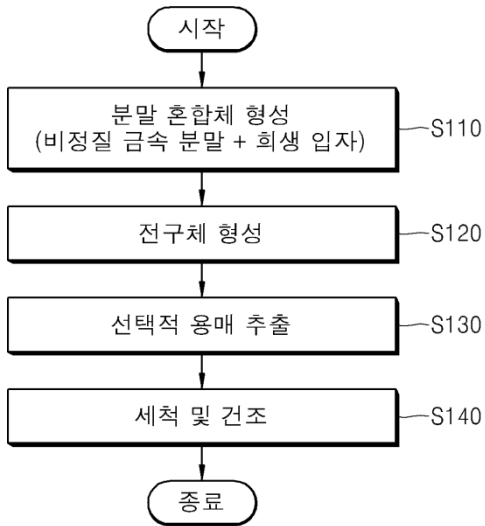 시작
분말 혼합체 형성
(비정질 금속 분말 + 희생 입자)
S110
전구체 형성
S120
선택적 용매 추출
S130
세척 및 건조
S140
종료